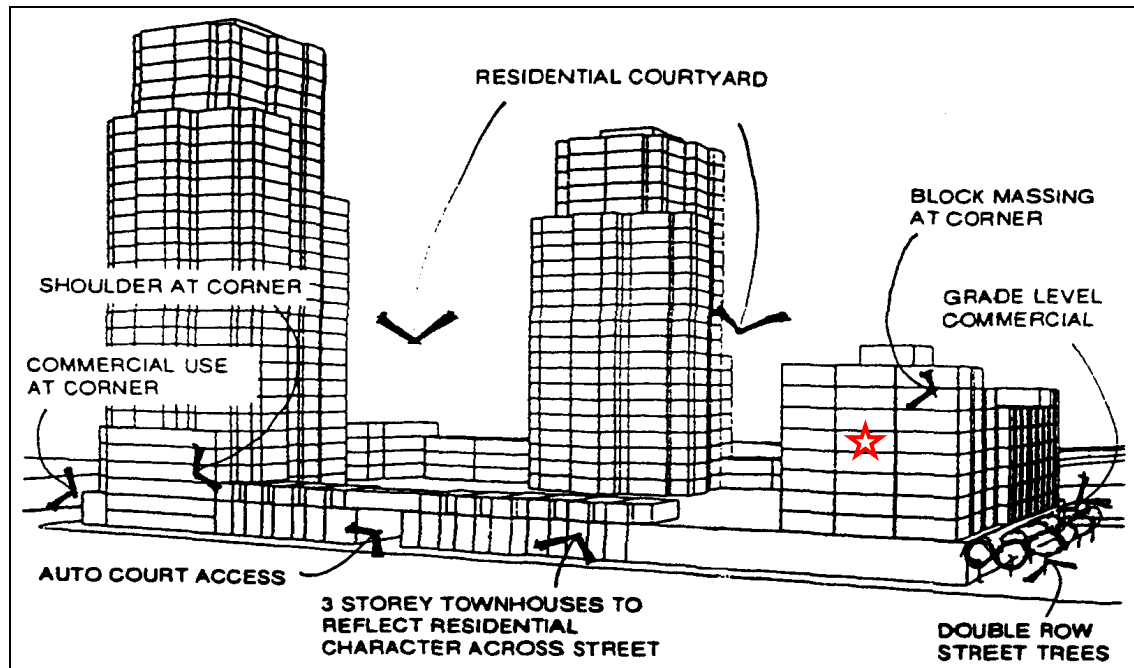 RESIDENTIAL COURTYARD
BLOCK MASSING
AT CORNER
SHOULDER AT CORNER
GRADE LEVEL
COMMERCIAL
COMMERCIAL USE
AT CORNER
AUTO COURT ACCESS
3 STOREY TOWNHOUSES TO
REFLECT RESIDENTIAL
CHARACTER ACROSS STREET
DOUBLE ROW
STREET TREES